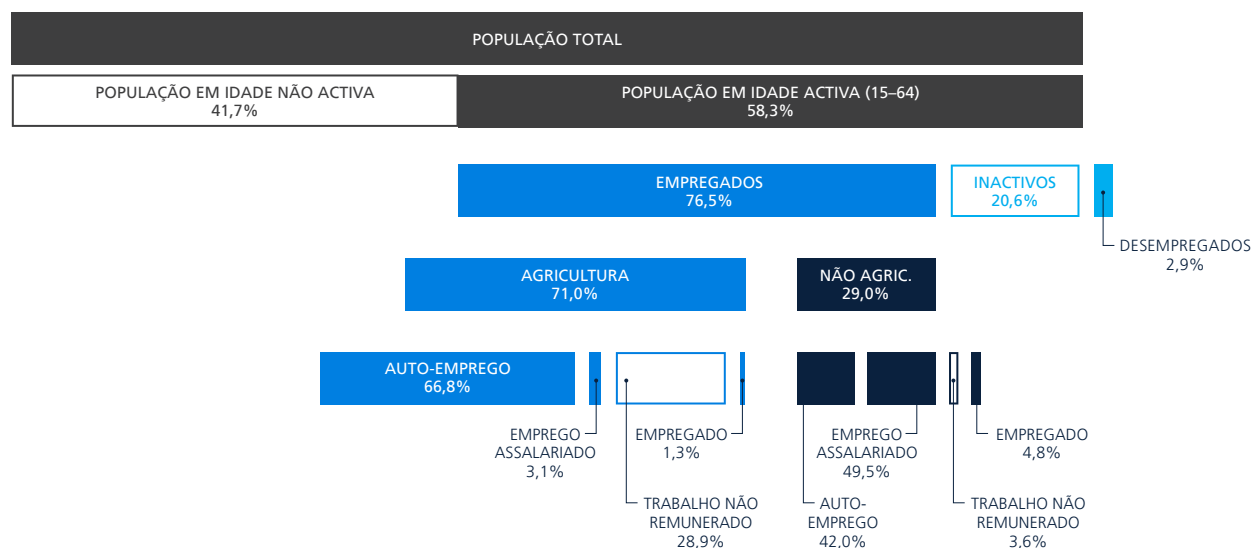 POPULAÇÃO TOTAL
POPULAÇÃO EM IDADE NÃO ACTIVA
41,7%
POPULAÇÃO EM IDADE ACTIVA (15–64)
58,3%
EMPREGADOS
76,5%
INACTIVOS
20,6%
DESEMPREGADOS
2,9%
AGRICULTURA
71,0%
NÃO AGRIC.
29,0%
AUTO-EMPREGO
66,8%
EMPREGO
ASSALARIADO
3,1%
TRABALHO NÃO
REMUNERADO
28,9%
EMPREGADO
1,3%
AUTO-
EMPREGO
42,0%
EMPREGO
ASSALARIADO
49,5%
TRABALHO NÃO
REMUNERADO
3,6%
EMPREGADO
4,8%